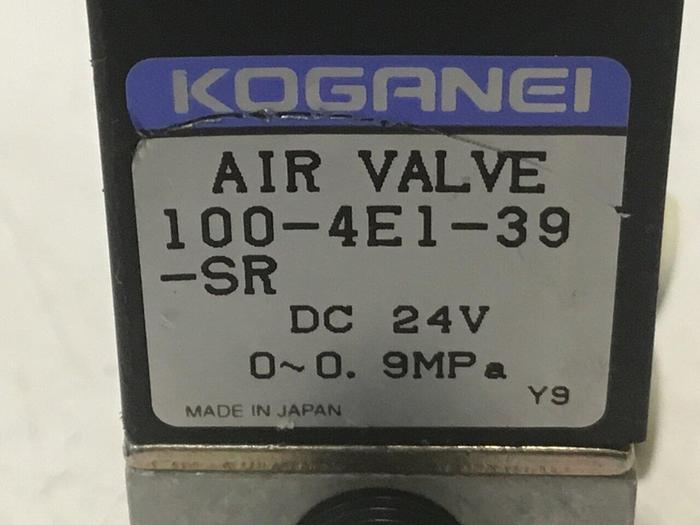 KOGANEI
AIR VALVE
100-4E1-39
-SR
DC 24V
0~0.9MPa
Y9
MADE IN JAPAN